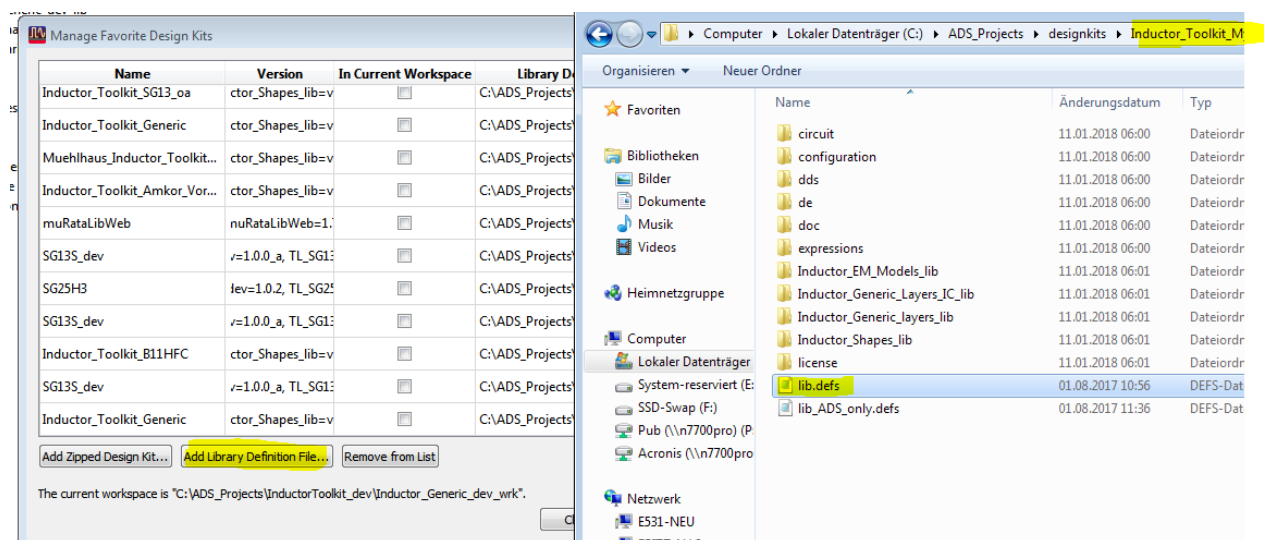 Manage Favorite Design Kits
Name Version In Current Workspace Library De
Inductor_Toolkit_SG13_oa ctor_Shapes_lib=v C:\ADS_Projects\
Inductor_Toolkit_Generic ctor_Shapes_lib=v C:\ADS_Projects\
Muehlhaus_Inductor_Toolkit... ctor_Shapes_lib=v C:\ADS_Projects\
Inductor_Toolkit_Amkor_Vor... ctor_Shapes_lib=v C:\ADS_Projects\
muRataLibWeb nuRataLibWeb=1. C:\ADS_Projects\
SG13S_dev v=1.0.0_a, TL_SG13 C:\ADS_Projects\
SG25H3 dev=1.0.2, TL_SG25 C:\ADS_Projects\
SG13S_dev v=1.0.0_a, TL_SG13 C:\ADS_Projects\
Inductor_Toolkit_B11HFC ctor_Shapes_lib=v C:\ADS_Projects\
SG13S_dev v=1.0.0_a, TL_SG13 C:\ADS_Projects\
Inductor_Toolkit_Generic ctor_Shapes_lib=v C:\ADS_Projects\
Add Zipped Design Kit... Add Library Definition File... Remove from List
The current workspace is "C:\ADS_Projects\InductorToolkit_dev\Inductor_Generic_dev_wrk".
Computer Lokaler Datenträger (C:) ADS_Projects designkits Inductor_Toolkit_M
Organisieren Neuer Ordner
Favoriten
Bibliotheken
Bilder
Dokumente
Musik
Videos
Heimnetzgruppe
Computer
Lokaler Datenträger
System-reserviert (E:
SSD-Swap (F:)
Pub (\\n7700pro) (P:
Acronis (\\n7700pro
Netzwerk
E531-NEU
Name Änderungsdatum Typ
circuit 11.01.2018 06:00 Dateiordr
configuration 11.01.2018 06:00 Dateiordr
dds 11.01.2018 06:00 Dateiordr
de 11.01.2018 06:00 Dateiordr
doc 11.01.2018 06:00 Dateiordr
expressions 11.01.2018 06:00 Dateiordr
Inductor_EM_Models_lib 11.01.2018 06:01 Dateiordr
Inductor_Generic_Layers_IC_lib 11.01.2018 06:01 Dateiordr
Inductor_Generic_layers_lib 11.01.2018 06:01 Dateiordr
Inductor_Shapes_lib 11.01.2018 06:01 Dateiordr
license 11.01.2018 06:01 Dateiordr
lib.defs 01.08.2017 10:56 DEFS-Dat
lib_ADS_only.defs 01.08.2017 11:36 DEFS-Dat